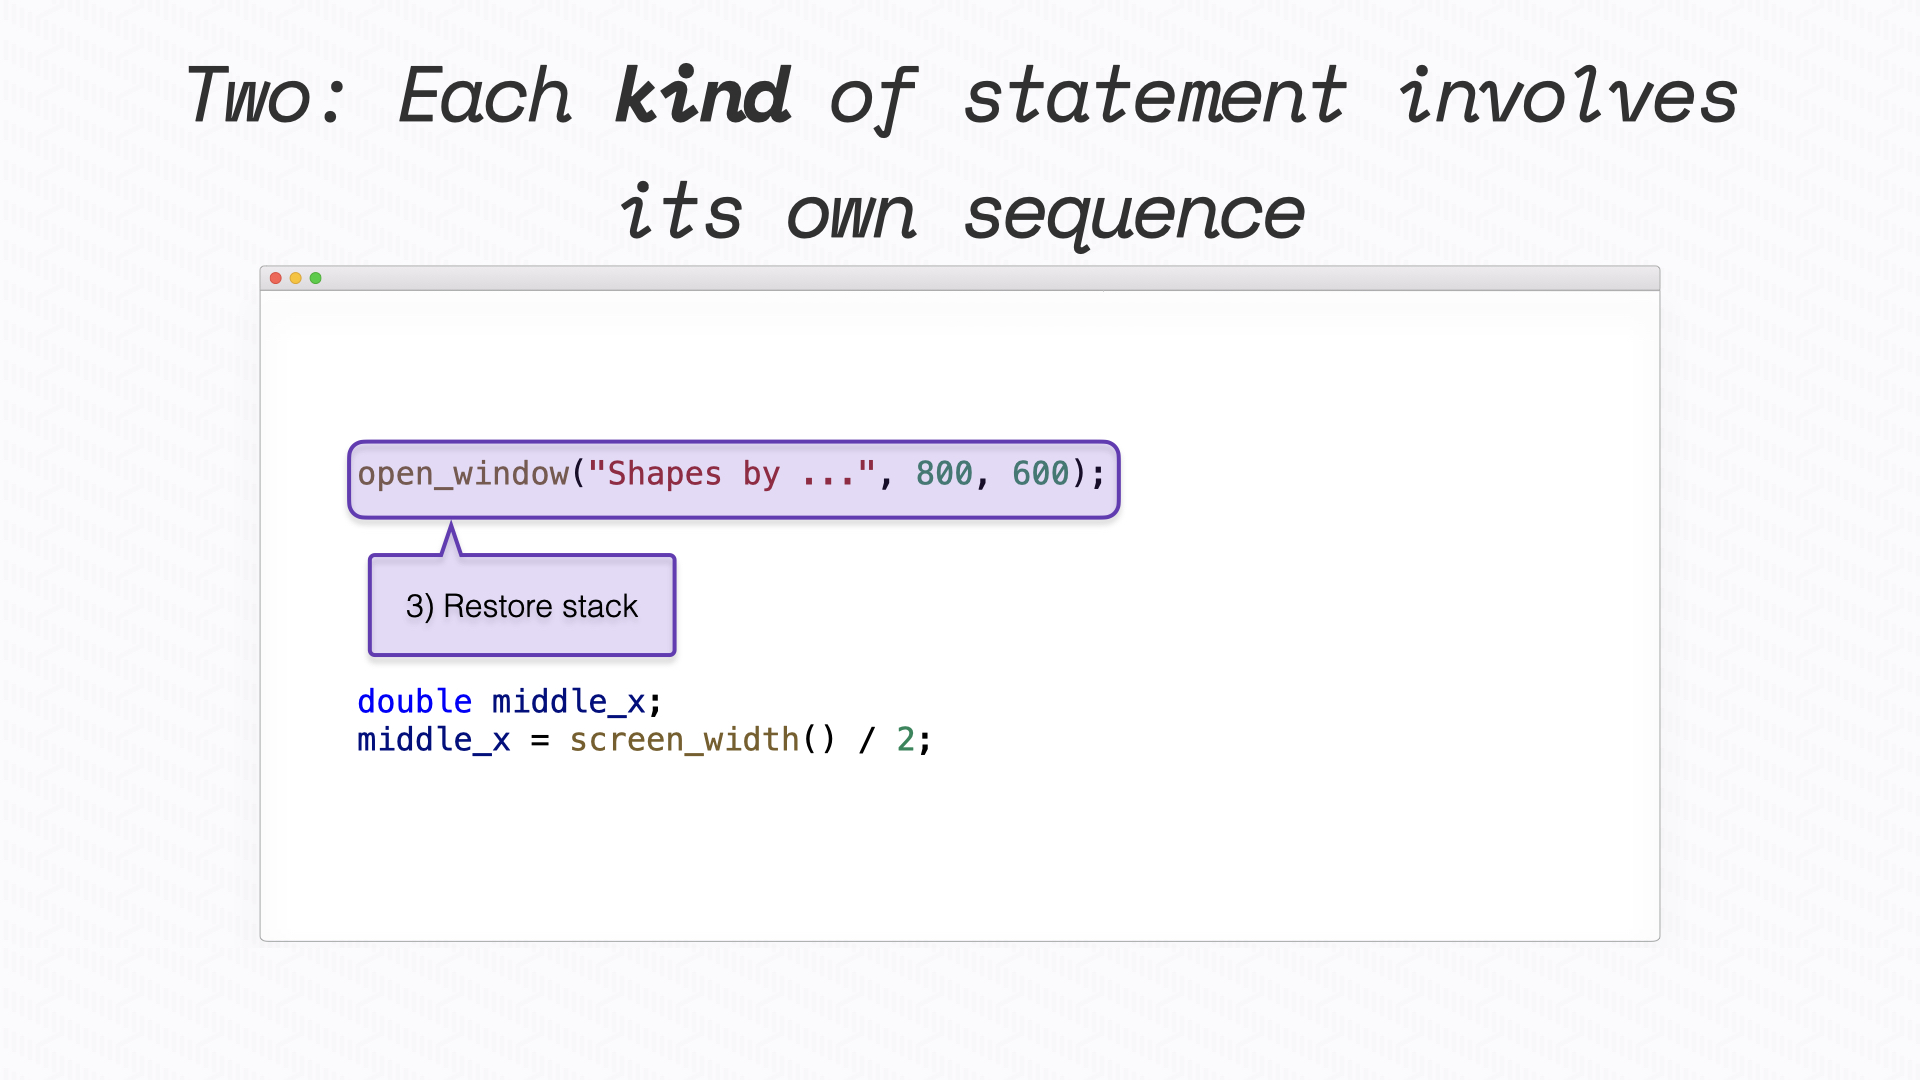 Two: Each kind of statement involves
its own sequence
open_window("Shapes by ...", 800, 600);
3) Restore stack
double middle_x;
middle_x = screen_width() / 2;